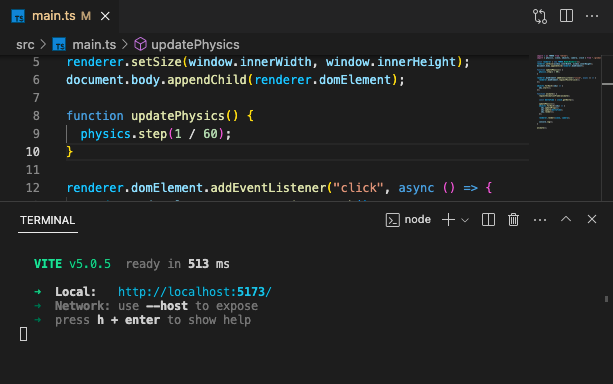 TS main.ts M
src > TS main.ts > updatePhysics
5 renderer.setSize(window.innerWidth, window.innerHeight);
6 document.body.appendChild(renderer.domElement);
7
8 function updatePhysics() {
9 physics.step(1 / 60);
10 }
11
12 renderer.domElement.addEventListener("click", async () => {
TERMINAL
node
VITE v5.0.5 ready in 513 ms
➜ Local: http://localhost:5173/
➜ Network: use --host to expose
➜ press h + enter to show help